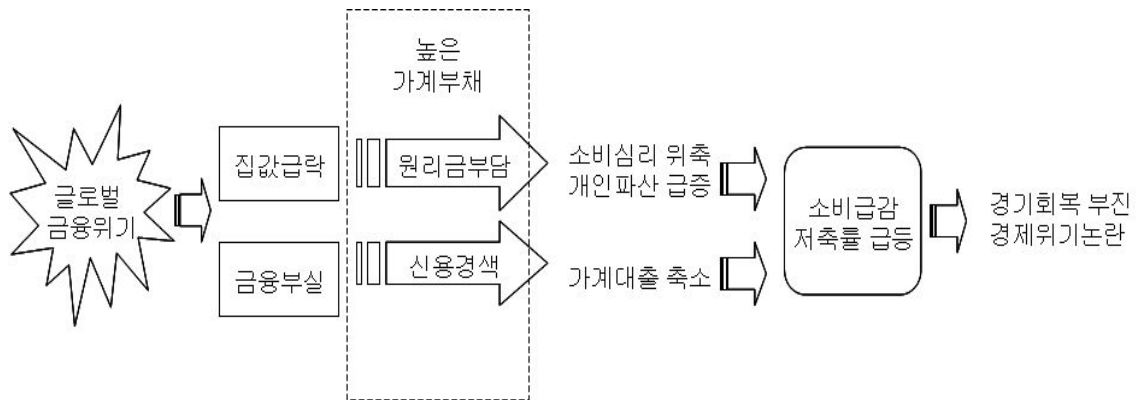 높은
가계부채
글로벌
금융위기
집값급락
원리금부담
소비심리 위축
개인파산 급증
금융부실
신용경색
가계대출 축소
소비급감
저축률 급등
경기회복 부진
경제위기논란